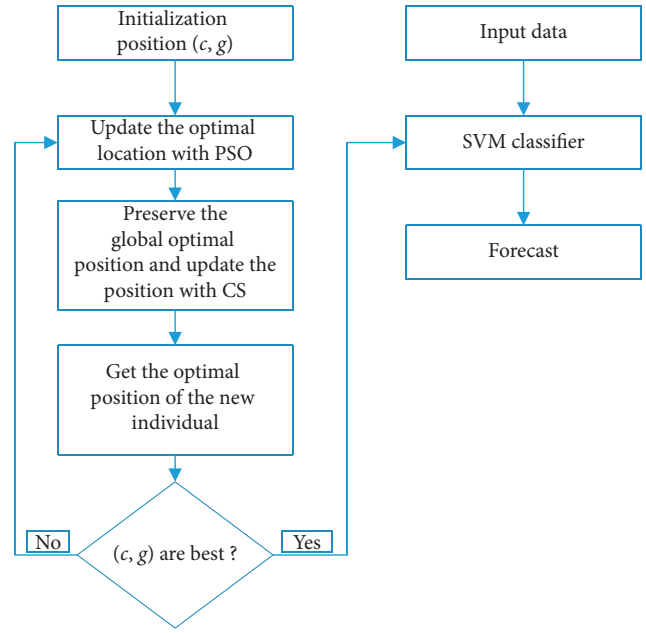 Initialization
position (c, g)
Update the optimal
location with PSO
Preserve the
global optimal
position and update the
position with CS
Get the optimal
position of the new
individual
(c, g) are best ?
No
Yes
Input data
SVM classifier
Forecast